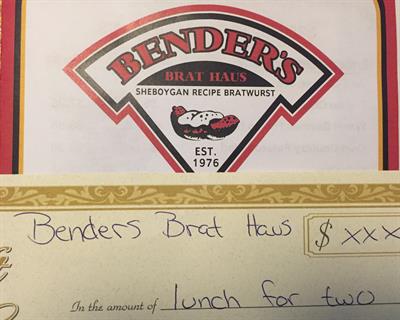 BENDER'S
BRAT HAUS
SHEBOYGAN RECIPE BRATWURST
EST.
1976
Benders Brat Haus $ xxx
In the amount of lunch for two